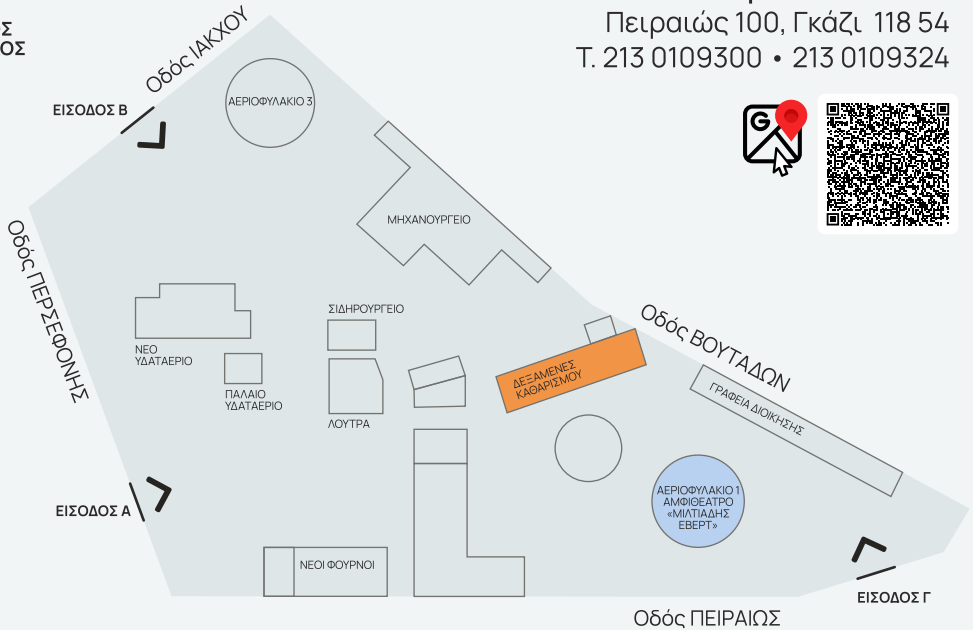 Σ
ΟΣ
Πειραιώς 100, Γκάζι 118 54
Τ. 213 0109300 • 213 0109324
Οδός ΙΑΚΧΟΥ
ΕΙΣΟΔΟΣ Β
ΑΕΡΙΟΦΥΛΑΚΙΟ 3
G
ΜΗΧΑΝΟΥΡΓΕΙΟ
Οδός ΠΕΡΣΕΦΟΝΗΣ
ΣΙΔΗΡΟΥΡΓΕΙΟ
Οδός ΒΟΥΤΑΔΩΝ
ΝΕΟ
ΥΔΑΤΑΕΡΙΟ
ΠΑΛΑΙΟ
ΥΔΑΤΑΕΡΙΟ
ΛΟΥΤΡΑ
ΔΕΞΑΜΕΝΕΣ
ΚΑΘΑΡΙΣΜΟΥ
ΓΡΑΦΕΙΑ ΔΙΟΙΚΗΣΗΣ
ΑΕΡΙΟΦΥΛΑΚΙΟ 1
ΑΜΦΙΘΕΑΤΡΟ
«ΜΙΛΤΙΑΔΗΣ
ΕΒΕΡΤ»
ΕΙΣΟΔΟΣ Α
ΝΕΟΙ ΦΟΥΡΝΟΙ
ΕΙΣΟΔΟΣ Γ
Οδός ΠΕΙΡΑΙΩΣ